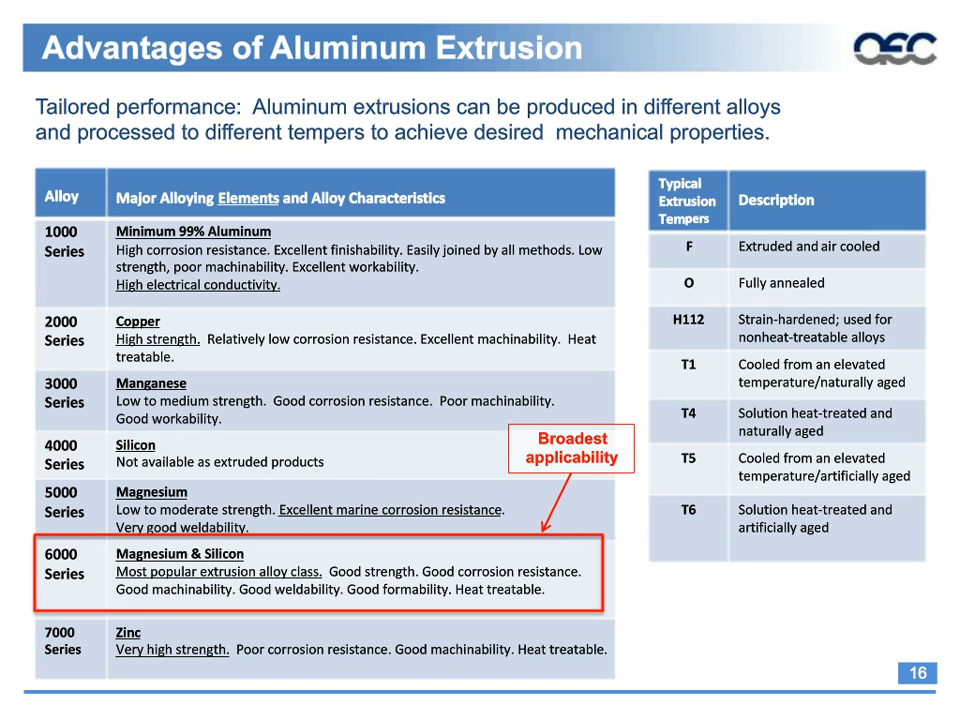 Advantages of Aluminum Extrusion
AEC
Tailored performance:  Aluminum extrusions can be produced in different alloys
and processed to different tempers to achieve desired  mechanical properties.
Alloy
Major Alloying Elements and Alloy Characteristics
1000
Series
Minimum 99% Aluminum
High corrosion resistance. Excellent finishability. Easily joined by all methods. Low
strength, poor machinability. Excellent workability.
High electrical conductivity.
2000
Series
Copper
High strength.  Relatively low corrosion resistance. Excellent machinability.  Heat
treatable.
3000
Series
Manganese
Low to medium strength.  Good corrosion resistance.  Poor machinability.
Good workability.
4000
Series
Silicon
Not available as extruded products
Broadest
applicability
5000
Series
Magnesium
Low to moderate strength. Excellent marine corrosion resistance.
Very good weldability.
6000
Series
Magnesium & Silicon
Most popular extrusion alloy class.  Good strength. Good corrosion resistance.
Good machinability. Good weldability. Good formability. Heat treatable.
7000
Series
Zinc
Very high strength.  Poor corrosion resistance. Good machinability. Heat treatable.
Typical
Extrusion
Tempers
Description
F
Extruded and air cooled
O
Fully annealed
H112
Strain-hardened; used for
nonheat-treatable alloys
T1
Cooled from an elevated
temperature/naturally aged
T4
Solution heat-treated and
naturally aged
T5
Cooled from an elevated
temperature/artificially aged
T6
Solution heat-treated and
artificially aged
16